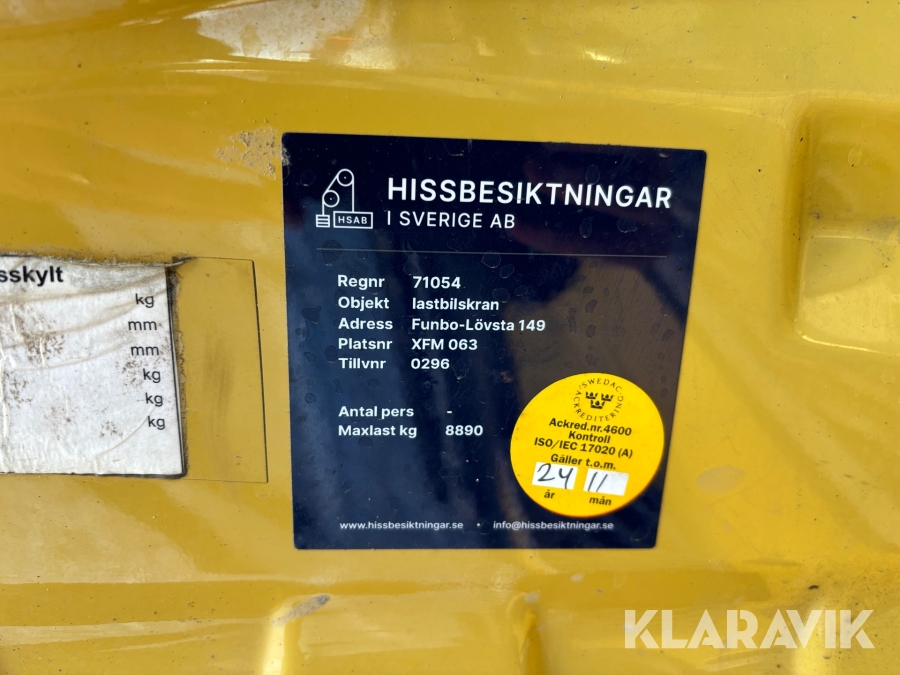 sskylt
kg
mm
mm
kg
kg
kg
HSAB
HISSBESIKTNINGAR
I SVERIGE AB
Regnr 71054
Objekt lastbilskran
Adress Funbo-Lövsta 149
Platsnr XFM 063
Tillvnr 0296
Antal pers -
Maxlast kg 8890
SWEDAC
ACKREDITERING
Ackred.nr.4600
Kontroll
ISO/IEC 17020 (A)
Gäller t.o.m.
24 11
år mån
www.hissbesiktningar.se • info@hissbesiktningar.se
KLARAVIK